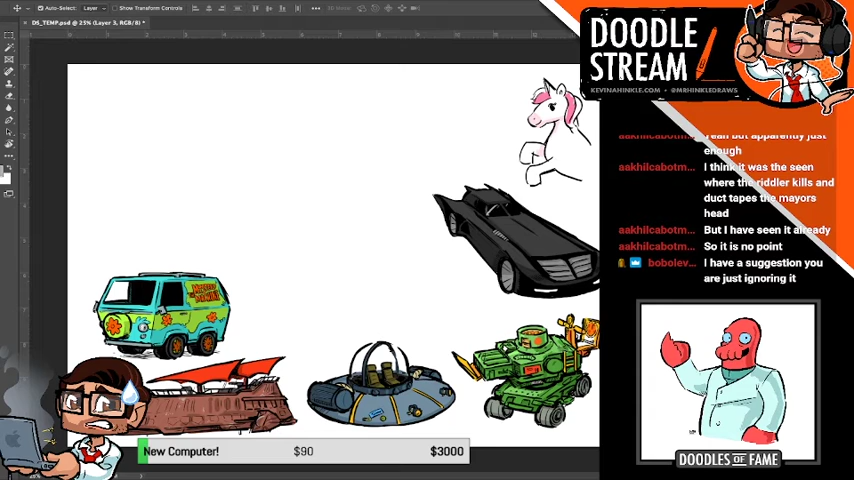 Auto-Select: Layer Show Transform Controls
DS_TEMP.psd @ 25% (Layer 3, RGB/8) *
DOODLE
STREAM
KEVINAHINKLE.COM • @MRHINKLEDRAWS
aakhilcabotm... Yeah but apparently just
enough
aakhilcabotm... I think it was the seen
where the riddler kills and
duct tapes the mayors
head
aakhilcabotm... But I have seen it already
aakhilcabotm... So it is no point
bobolev... I have a suggestion you
are just ignoring it
New Computer! $90 $3000
DOODLES OF FAME